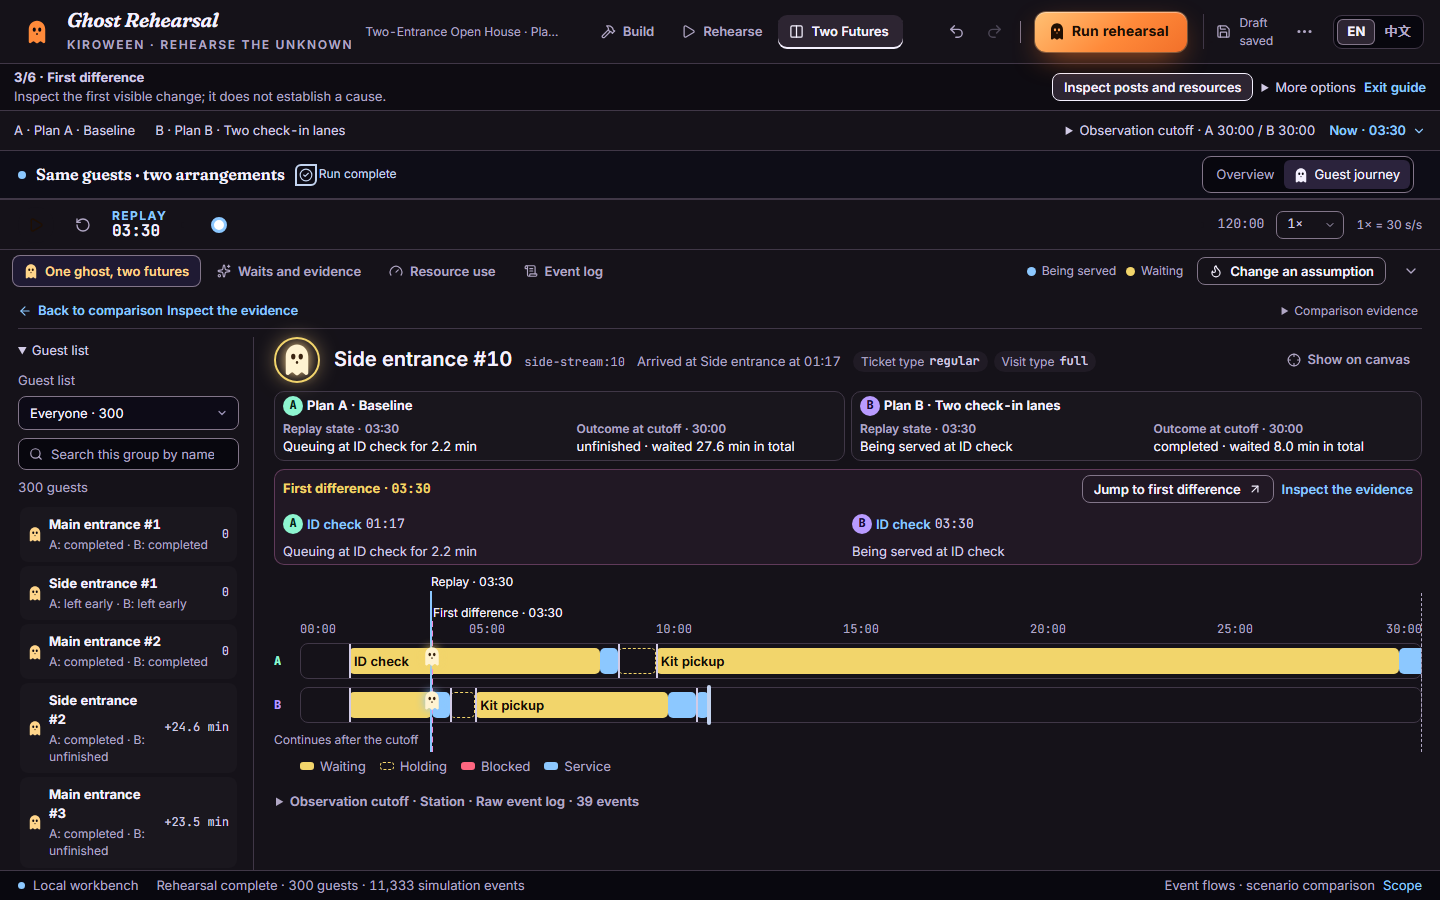 Ghost Rehearsal
KIROWEEN · REHEARSE THE UNKNOWN
Two-Entrance Open House · Pla...
Build
Rehearse
Two Futures
Run rehearsal
Draft saved
EN
中文
3/6 · First difference
Inspect the first visible change; it does not establish a cause.
Inspect posts and resources
More options
Exit guide
A · Plan A · Baseline
B · Plan B · Two check-in lanes
Observation cutoff · A 30:00 / B 30:00
Now · 03:30
Same guests · two arrangements
Run complete
Overview
Guest journey
REPLAY
03:30
120:00
1×
1× = 30 s/s
One ghost, two futures
Waits and evidence
Resource use
Event log
Being served
Waiting
Change an assumption
Back to comparison
Inspect the evidence
Comparison evidence
Guest list
Guest list
Everyone · 300
Search this group by name
300 guests
Main entrance #1
A: completed · B: completed
0
Side entrance #1
A: left early · B: left early
0
Main entrance #2
A: completed · B: completed
0
Side entrance #2
A: completed · B: unfinished
+24.6 min
Main entrance #3
A: completed · B: unfinished
+23.5 min
Side entrance #10
side-stream:10
Arrived at Side entrance at 01:17
Ticket type regular
Visit type full
Show on canvas
A Plan A · Baseline
Replay state · 03:30
Queuing at ID check for 2.2 min
Outcome at cutoff · 30:00
unfinished · waited 27.6 min in total
B Plan B · Two check-in lanes
Replay state · 03:30
Being served at ID check
Outcome at cutoff · 30:00
completed · waited 8.0 min in total
First difference · 03:30
Jump to first difference
Inspect the evidence
A ID check 01:17
Queuing at ID check for 2.2 min
B ID check 03:30
Being served at ID check
Replay · 03:30
First difference · 03:30
00:00 05:00 10:00 15:00 20:00 25:00 30:00
A ID check Kit pickup
B Kit pickup
Continues after the cutoff
Waiting Holding Blocked Service
Observation cutoff · Station · Raw event log · 39 events
Local workbench
Rehearsal complete · 300 guests · 11,333 simulation events
Event flows · scenario comparison
Scope